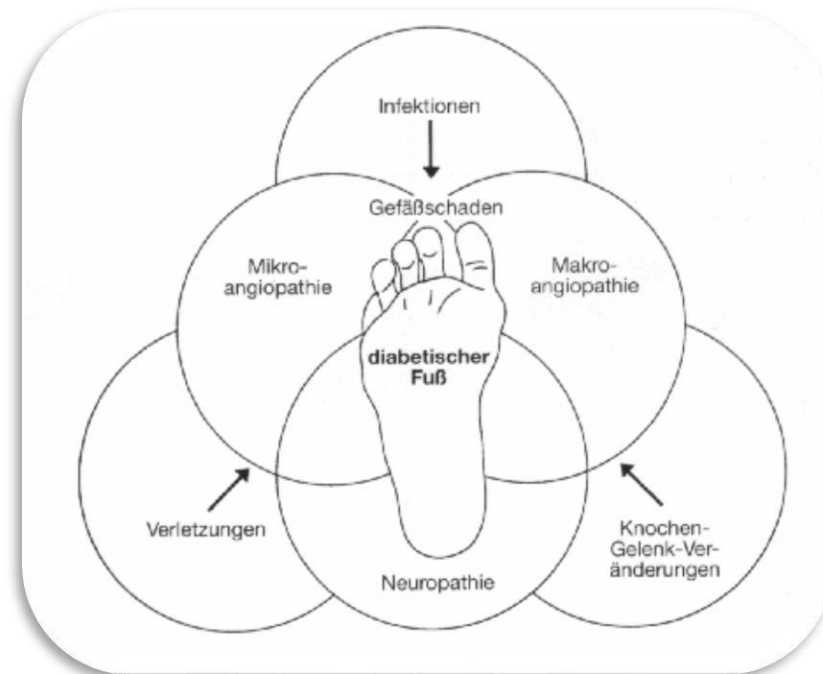 Infektionen
Gefäßschaden
Mikro-
angiopathie
Makro-
angiopathie
diabetischer
Fuß
Verletzungen
Knochen-
Gelenk-Ver-
änderungen
Neuropathie